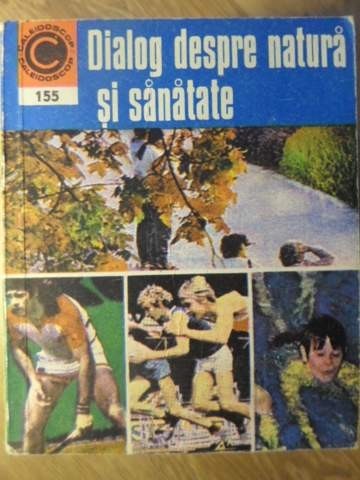 CALEIDOSCOP
CALEIDOSCOP
155
Dialog despre natură
și sănătate